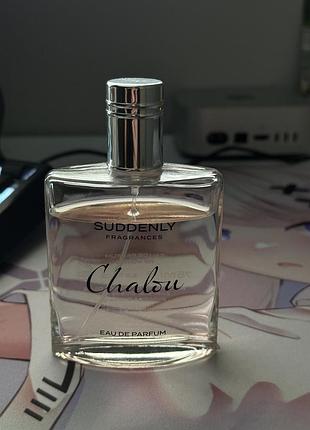 SUDDENLY
FRAGRANCES
Chalou
EAU DE PARFUM